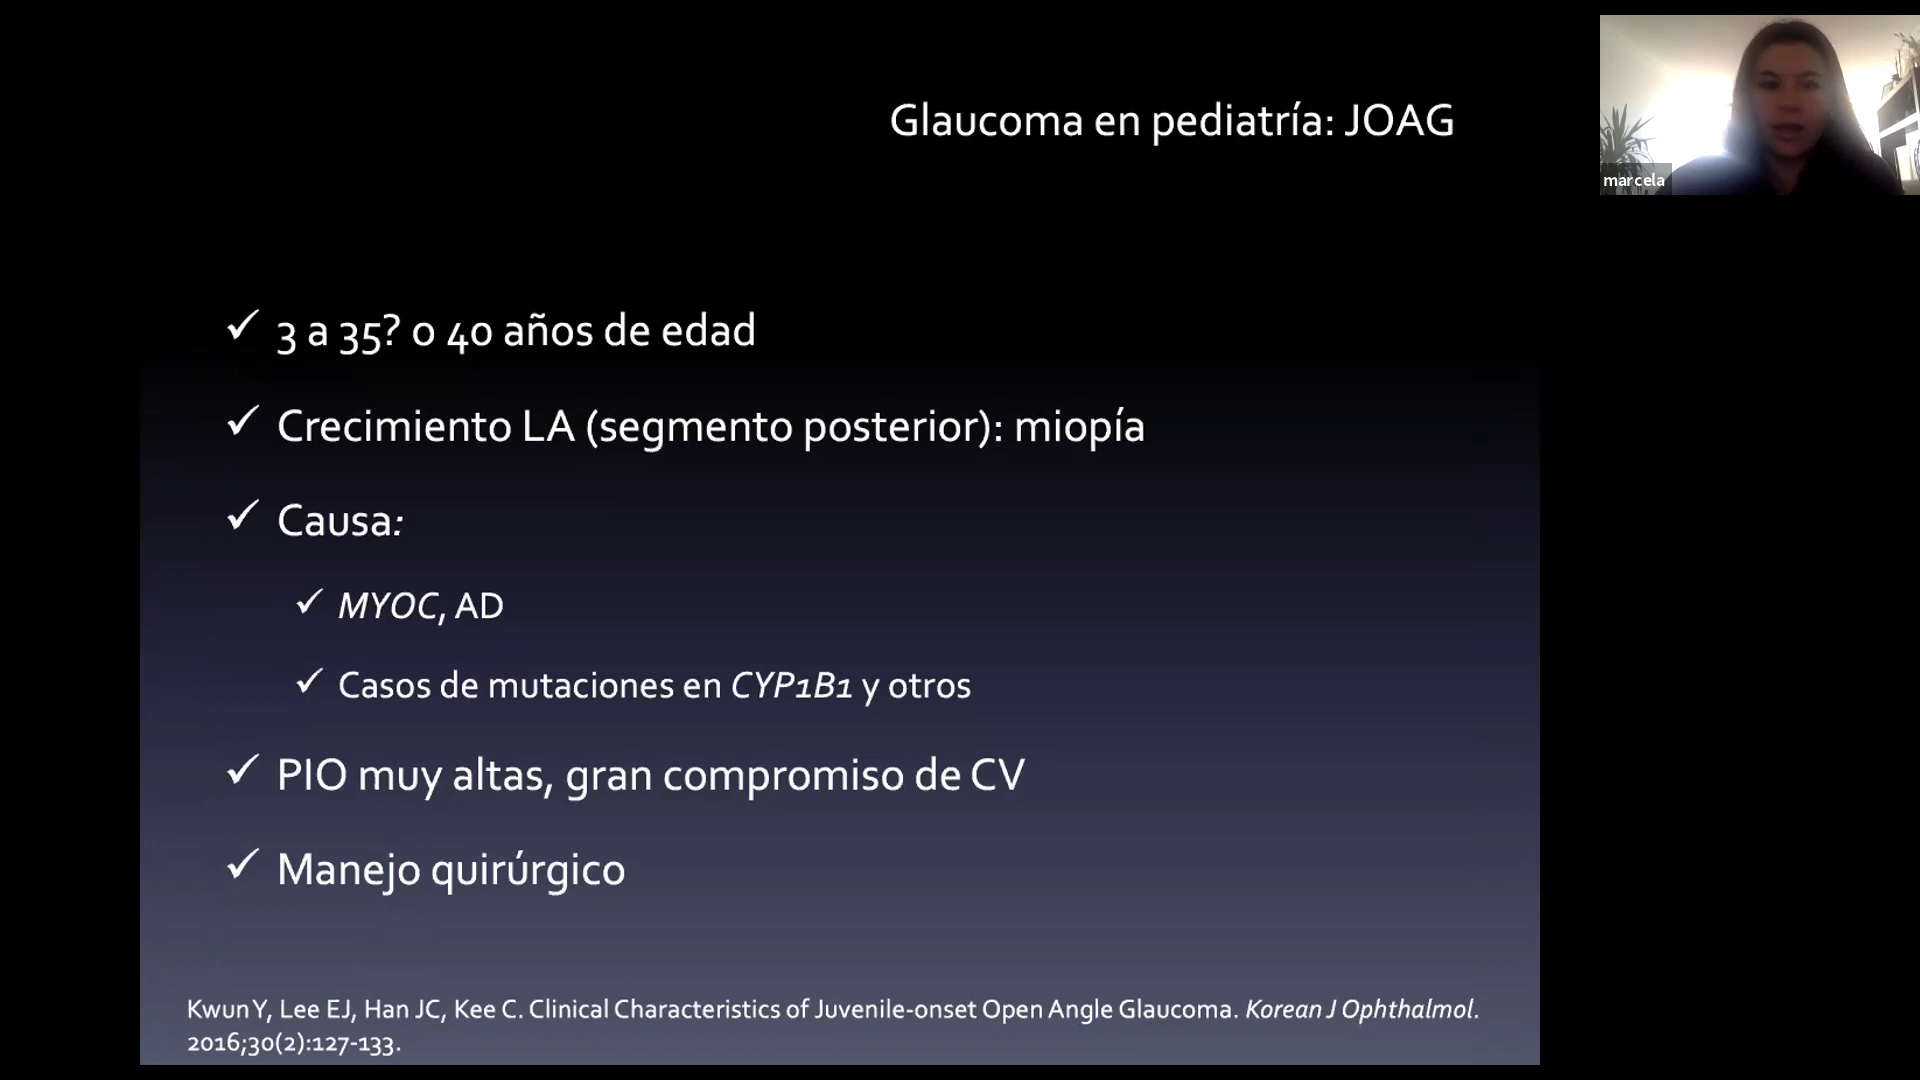 Glaucoma en pediatría: JOAG
marcela
✓ 3 a 35? o 40 años de edad
✓ Crecimiento LA (segmento posterior): miopía
✓ Causa:
✓ MYOC, AD
✓ Casos de mutaciones en CYP1B1 y otros
✓ PIO muy altas, gran compromiso de CV
✓ Manejo quirúrgico
Kwun Y, Lee EJ, Han JC, Kee C. Clinical Characteristics of Juvenile-onset Open Angle Glaucoma. Korean J Ophthalmol.
2016;30(2):127-133.